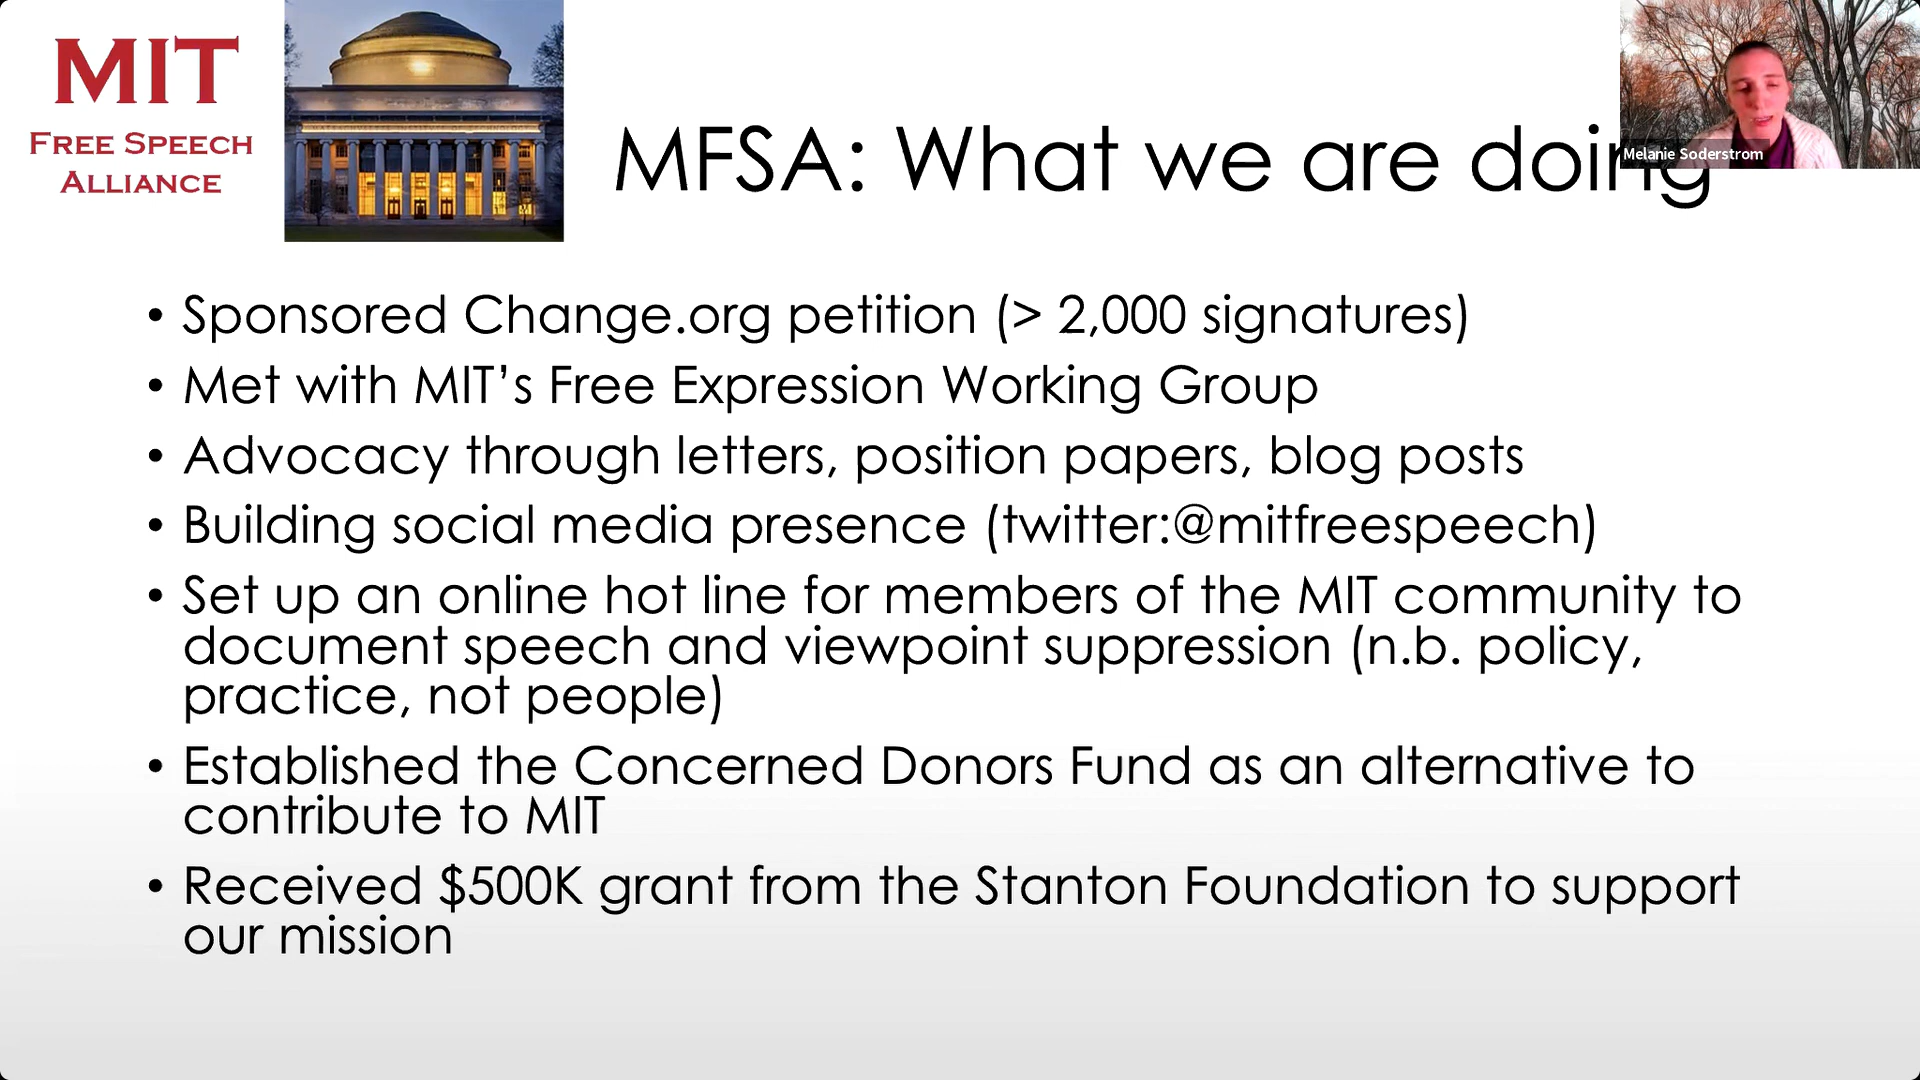 MIT
FREE SPEECH
ALLIANCE
MFSA: What we are doing
Melanie Soderstrom
• Sponsored Change.org petition (> 2,000 signatures)
• Met with MIT’s Free Expression Working Group
• Advocacy through letters, position papers, blog posts
• Building social media presence (twitter:@mitfreespeech)
• Set up an online hot line for members of the MIT community to
document speech and viewpoint suppression (n.b. policy,
practice, not people)
• Established the Concerned Donors Fund as an alternative to
contribute to MIT
• Received $500K grant from the Stanton Foundation to support
our mission